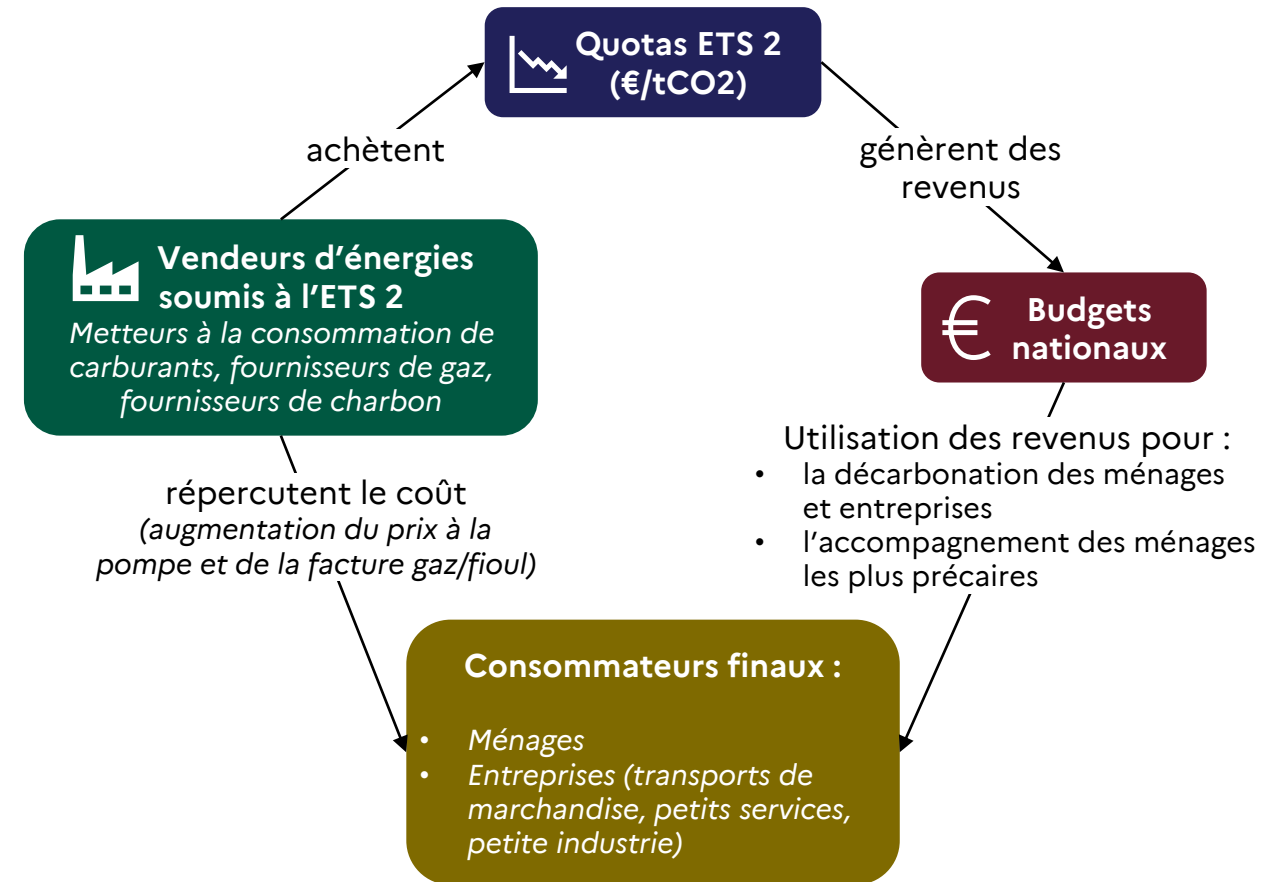 Quotas ETS 2
(€/tCO2)
achètent
génèrent des
revenus
Vendeurs d’énergies
soumis à l’ETS 2
Metteurs à la consommation de
carburants, fournisseurs de gaz,
fournisseurs de charbon
€
Budgets
nationaux
répercutent le coût
(augmentation du prix à la
pompe et de la facture gaz/fioul)
Utilisation des revenus pour :
• la décarbonation des ménages
et entreprises
• l’accompagnement des ménages
les plus précaires
Consommateurs finaux :
• Ménages
• Entreprises (transports de
marchandise, petits services,
petite industrie)